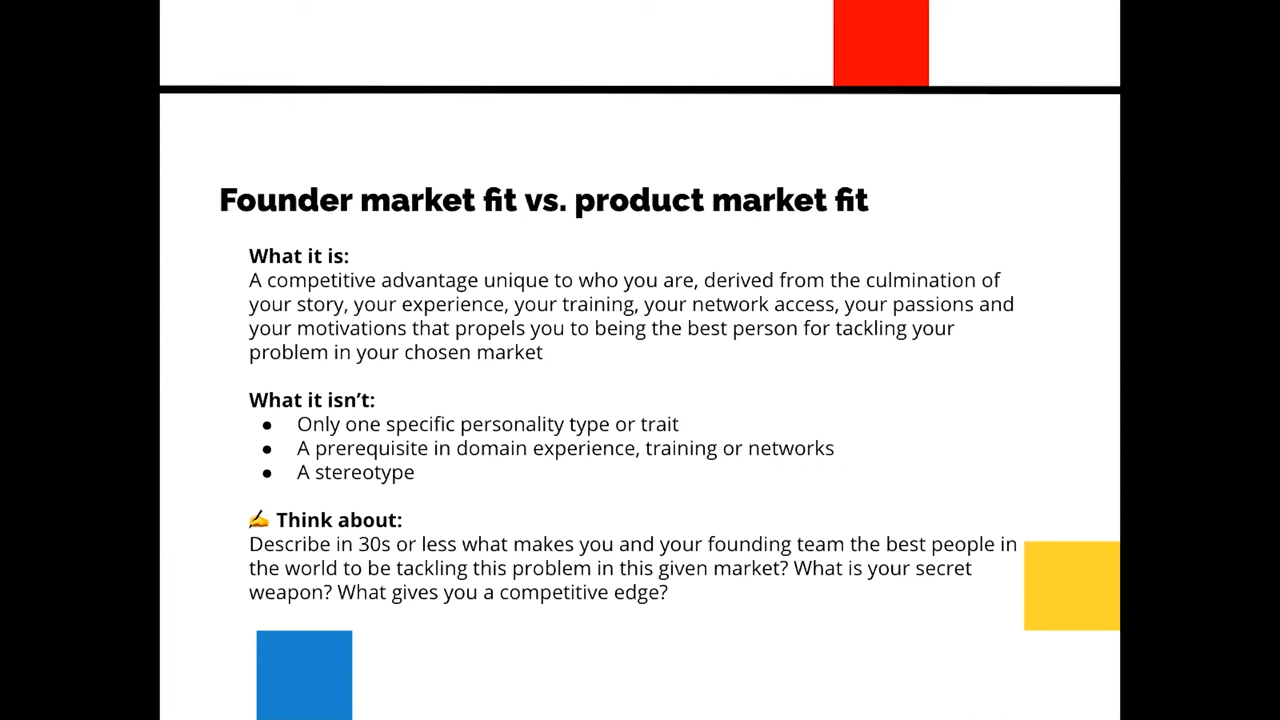 Founder market fit vs. product market fit
What it is:
A competitive advantage unique to who you are, derived from the culmination of
your story, your experience, your training, your network access, your passions and
your motivations that propels you to being the best person for tackling your
problem in your chosen market
What it isn’t:
● Only one specific personality type or trait
● A prerequisite in domain experience, training or networks
● A stereotype
✍️ Think about:
Describe in 30s or less what makes you and your founding team the best people in
the world to be tackling this problem in this given market? What is your secret
weapon? What gives you a competitive edge?